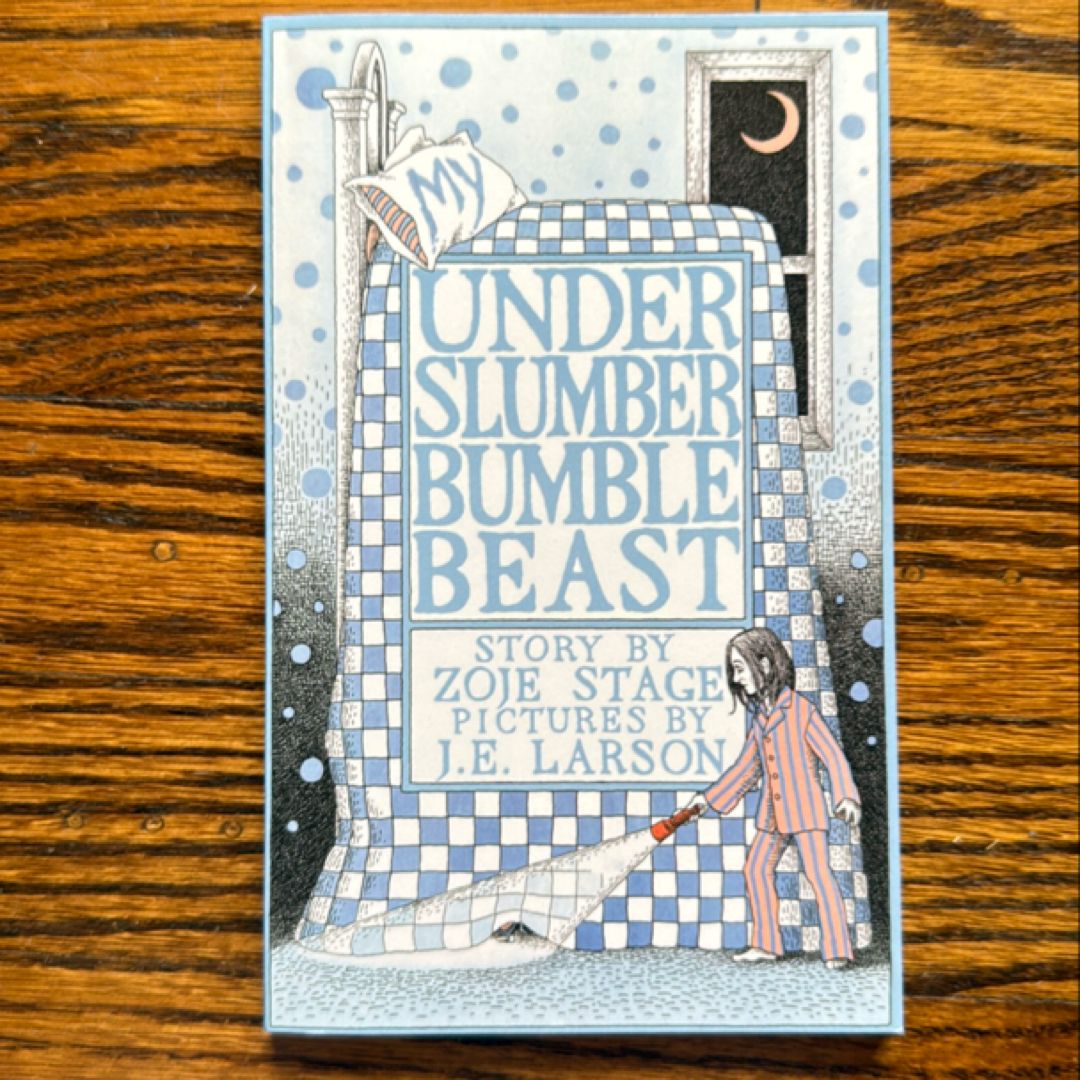 MY
UNDER
SLUMBER
BUMBLE
BEAST
STORY BY
ZOJE STAGE
PICTURES BY
J.E. LARSON